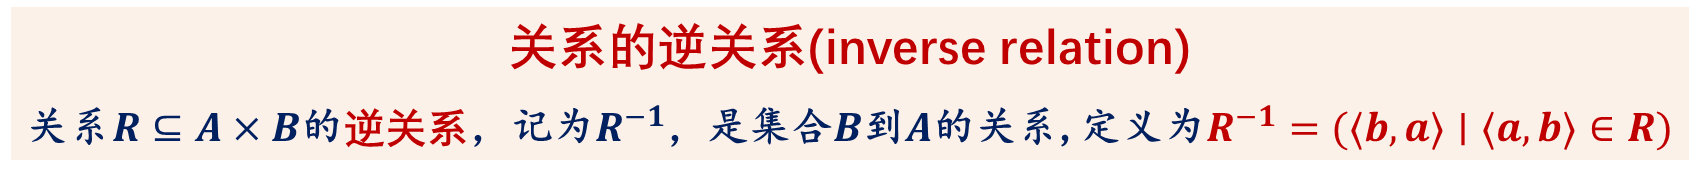 关系的逆关系(inverse relation)
关系R ⊆ A × B的逆关系，记为R⁻¹，是集合B到A的关系, 定义为R⁻¹ = (⟨b, a⟩ ∣ ⟨a, b⟩ ∈ R)